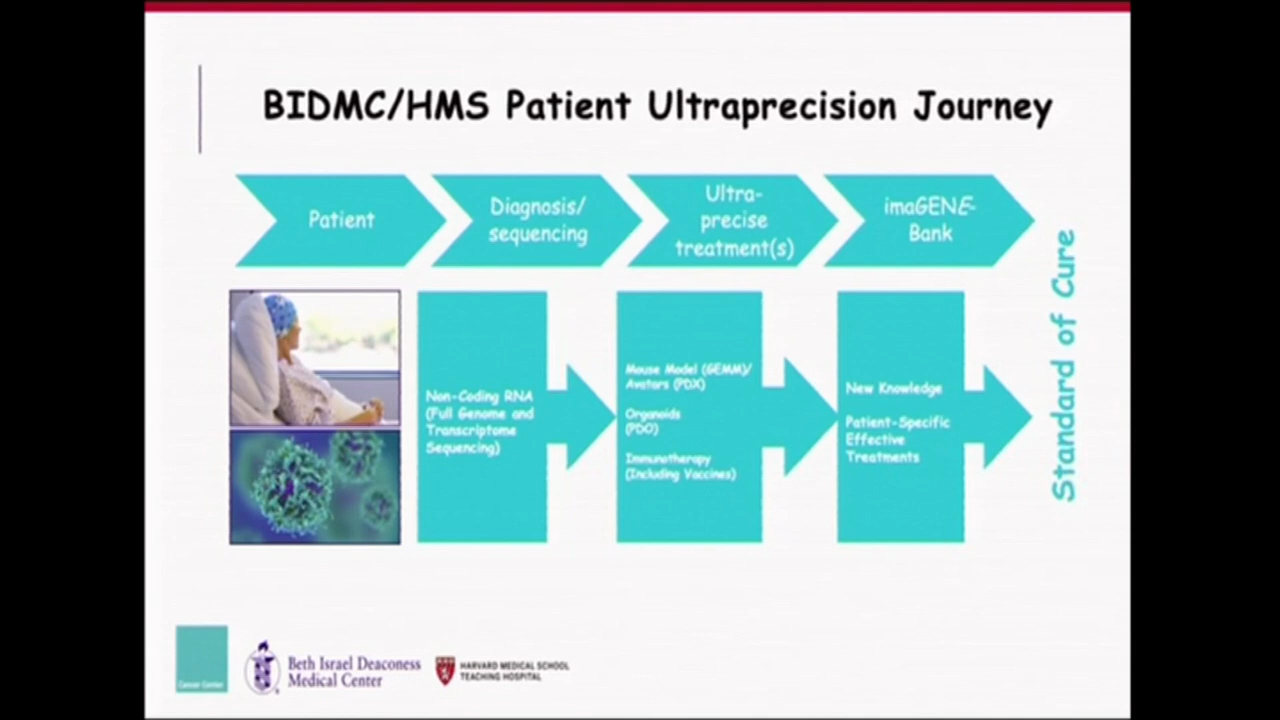 BIDMC/HMS Patient Ultraprecision Journey
Patient
Diagnosis/
sequencing
Ultra-
precise
treatment(s)
imaGENE-
Bank
Non-Coding RNA
(Full Genome and
Transcriptome
Sequencing)
Mouse Model (GEMM)/
Avatars (PDX)
Organoids
(PDO)
Immunotherapy
(Including Vaccines)
New Knowledge
Patient-Specific
Effective
Treatments
Standard of Cure
Cancer Center
Beth Israel Deaconess
Medical Center
HARVARD MEDICAL SCHOOL
TEACHING HOSPITAL